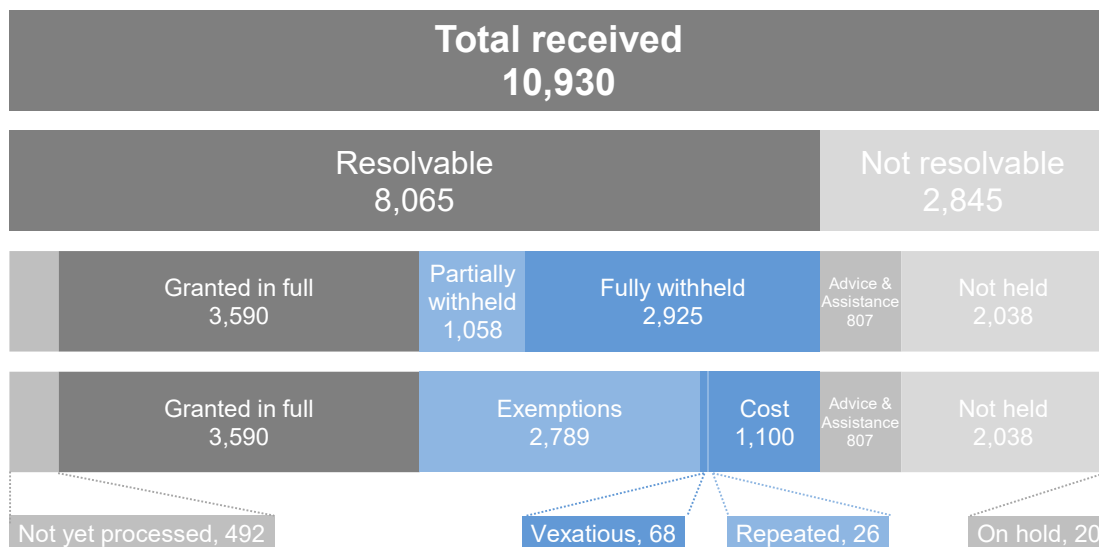 Total received
10,930
Resolvable
8,065
Not resolvable
2,845
Granted in full
3,590
Partially
withheld
1,058
Fully withheld
2,925
Advice &
Assistance
807
Not held
2,038
Granted in full
3,590
Exemptions
2,789
Cost
1,100
Advice &
Assistance
807
Not held
2,038
Not yet processed, 492
Vexatious, 68
Repeated, 26
On hold, 20